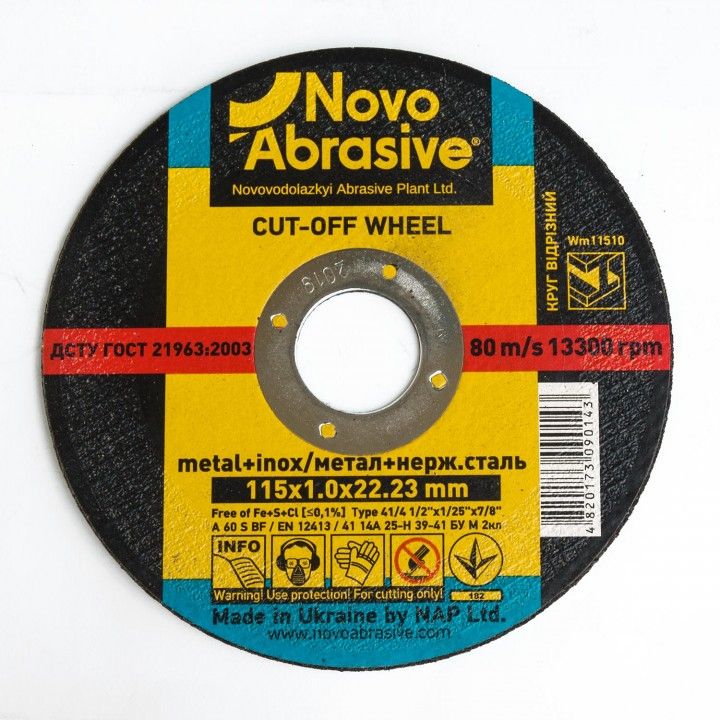 Novo
Abrasive®
Novovodolazkyi Abrasive Plant Ltd.
CUT-OFF WHEEL
КРУГ ВІДРІЗНИЙ
Wm11510
2019
ДСТУ ГОСТ 21963:2003
80 m/s 13300 rpm
metal+inox/метал+нерж.сталь
115x1.0x22.23 mm
Free of Fe+S+Cl [≤0,1%] Type 41/4 1/2"x1/25"x7/8"
A 60 S BF / EN 12413 / 41 14A 25-H 39-41 БУ М 2кл
INFO
Warning! Use protection! For cutting only!
182
Made in Ukraine by NAP Ltd.
www.novoabrasive.com
4820173090143